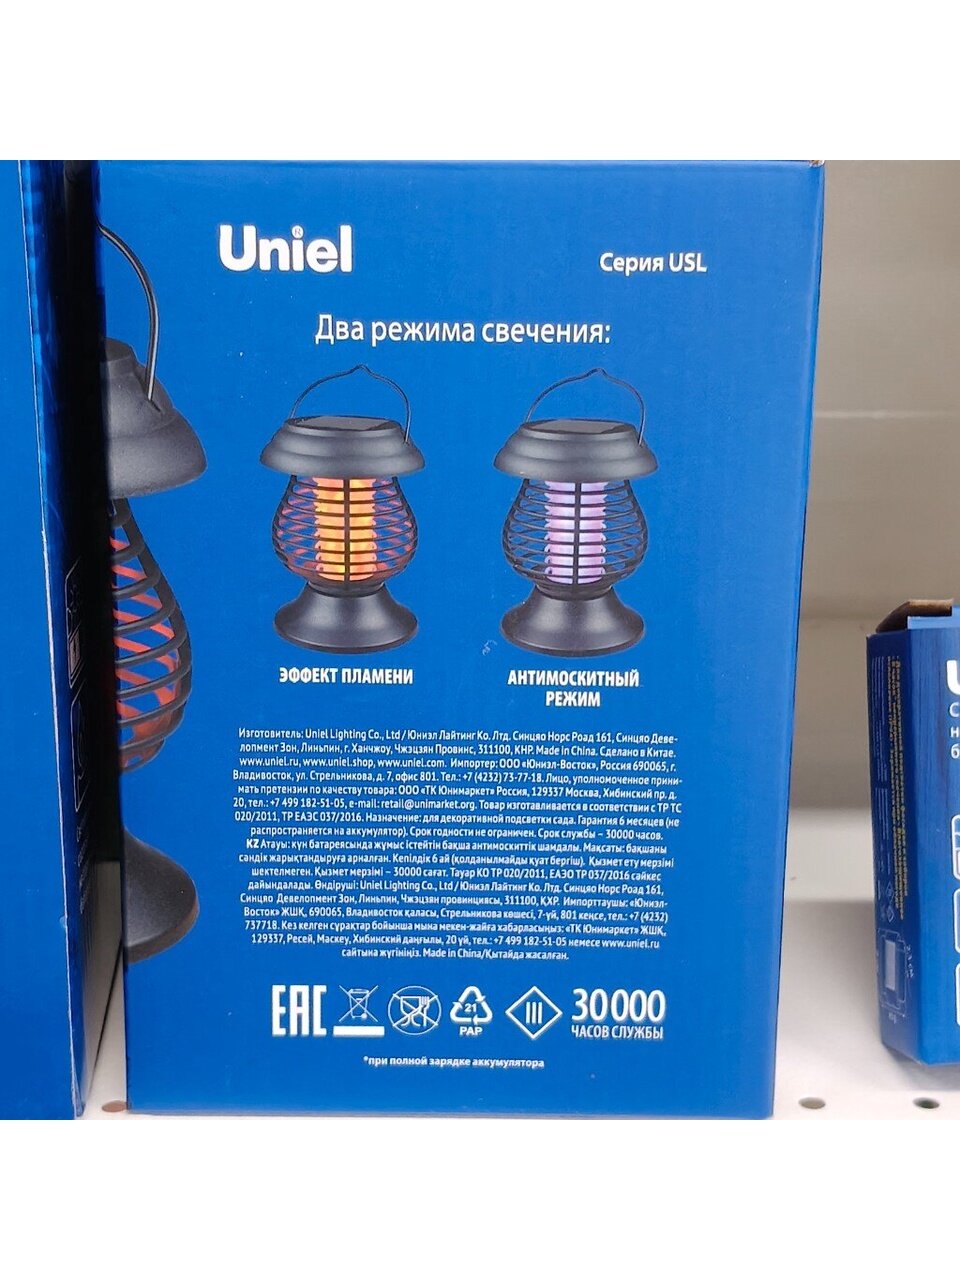 Uniel®
Серия USL
Два режима свечения:
ЭФФЕКТ ПЛАМЕНИ
АНТИМОСКИТНЫЙ
РЕЖИМ
Изготовитель: Uniel Lighting Co., Ltd / Юниэл Лайтинг Ко. Лтд. Синцяо Норс Роад 161, Синцяо Деве-
лопмент Зон, Линьпин, г. Ханчжоу, Чжэцзян Провинс, 311100, КНР. Made in China. Сделано в Китае.
www.uniel.ru, www.uniel.shop, www.uniel.com. Импортер: ООО «Юниэл-Восток», Россия 690065, г.
Владивосток, ул. Стрельникова, д. 7, офис 801. Тел.: +7 (4232) 73-77-18. Лицо, уполномоченное прини-
мать претензии по качеству товара: ООО «ТК Юнимаркет» Россия, 129337 Москва, Хибинский пр. д.
20, тел.: +7 499 182-51-05, e-mail: retail@unimarket.org. Товар изготавливается в соответствии с ТР ТС
020/2011, ТР ЕАЭС 037/2016. Назначение: для декоративной подсветки сада. Гарантия 6 месяцев (не
распространяется на аккумулятор). Срок годности не ограничен. Срок службы – 30000 часов.
KZ Атауы: күн батареясында жұмыс істейтін бақша антимоскиттік шамдалы. Мақсаты: бақшаны
сәндік жарықтандыруға арналған. Кепілдік 6 ай (қолданылмайды қуат бергіш). Қызмет ету мерзімі
шектелмеген. Қызмет мерзімі – 30000 сағат. Тауар КО ТР 020/2011, ЕАЭО ТР 037/2016 сәйкес
дайындалады. Өндіруші: Uniel Lighting Co., Ltd / Юниэл Лайтинг Ко. Лтд. Синцяо Норс Роад 161,
Синцяо Девелопмент Зон, Линьпин, Чжэцзян провинциясы, 311100, ҚХР. Импорттаушы: «Юниэл-
Восток» ЖШҚ, 690065, Владивосток қаласы, Стрельникова көшесі, 7-үй, 801 кеңсе, тел.: +7 (4232)
737718. Кез келген сұрақтар бойынша мына мекен-жайға хабарласыңыз: «ТК Юнимаркет» ЖШҚ,
129337, Ресей, Маскеу, Хибинский даңғылы, 20 үй, тел.: +7 499 182-51-05 немесе www.uniel.ru
сайтына жүгініңіз. Made in China/Қытайда жасалған.
EAC
21
PAP
III
30 000
ЧАСОВ СЛУЖБЫ
*при полной зарядке аккумулятора